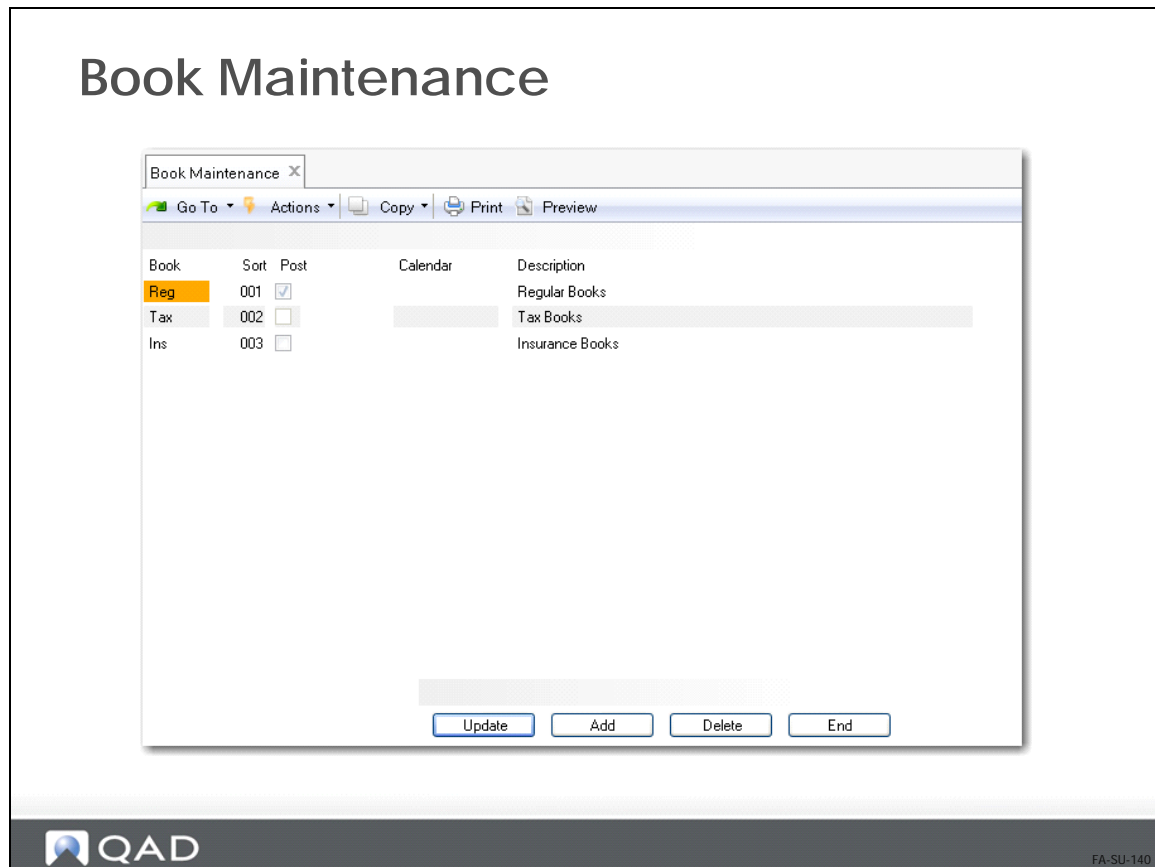 Book Maintenance
Book Maintenance X
Go To Actions Copy Print Preview
Book Sort Post Calendar Description
Reg 001 Regular Books
Tax 002 Tax Books
Ins 003 Insurance Books
Update Add Delete End
QAD
FA-SU-140